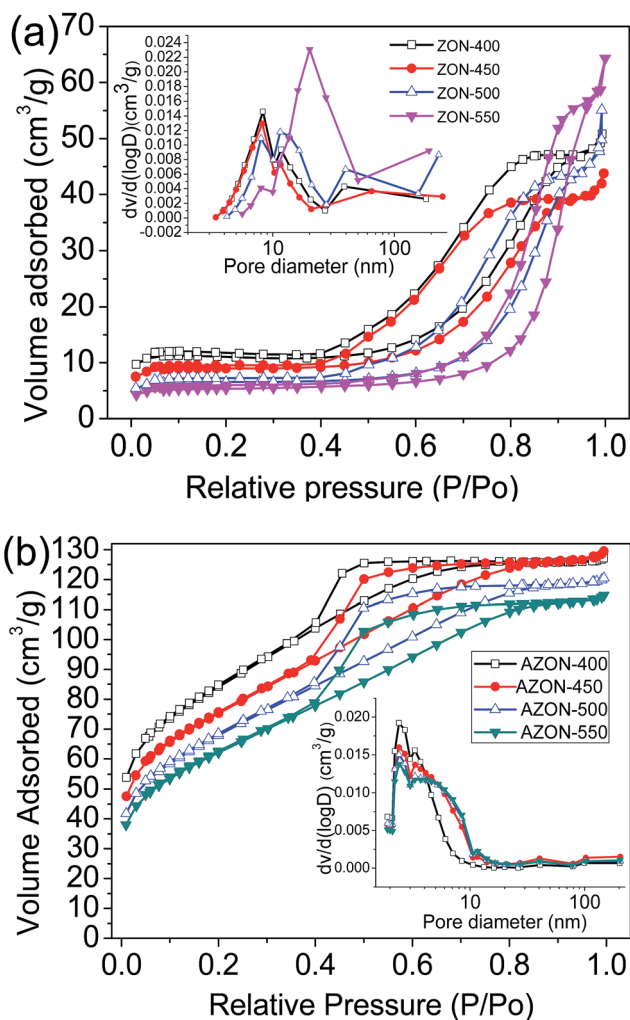 (a)
ZON-400
ZON-450
ZON-500
ZON-550
0.024
0.022
0.020
0.018
0.016
0.014
0.012
0.010
0.008
0.006
0.004
0.002
0.000
-0.002
dv/d(logD)(cm³/g)
10 100
Pore diameter (nm)
70
60
50
40
30
20
10
0
Volume adsorbed (cm³/g)
0.0 0.2 0.4 0.6 0.8 1.0
Relative pressure (P/Po)
(b)
130
120
110
100
90
80
70
60
50
40
30
20
10
0
Volume Adsorbed (cm³/g)
AZON-400
AZON-450
AZON-500
AZON-550
0.020
0.015
0.010
0.005
0.000
dv/d(logD) (cm³/g)
10 100
Pore diameter (nm)
0.0 0.2 0.4 0.6 0.8 1.0
Relative Pressure (P/Po)